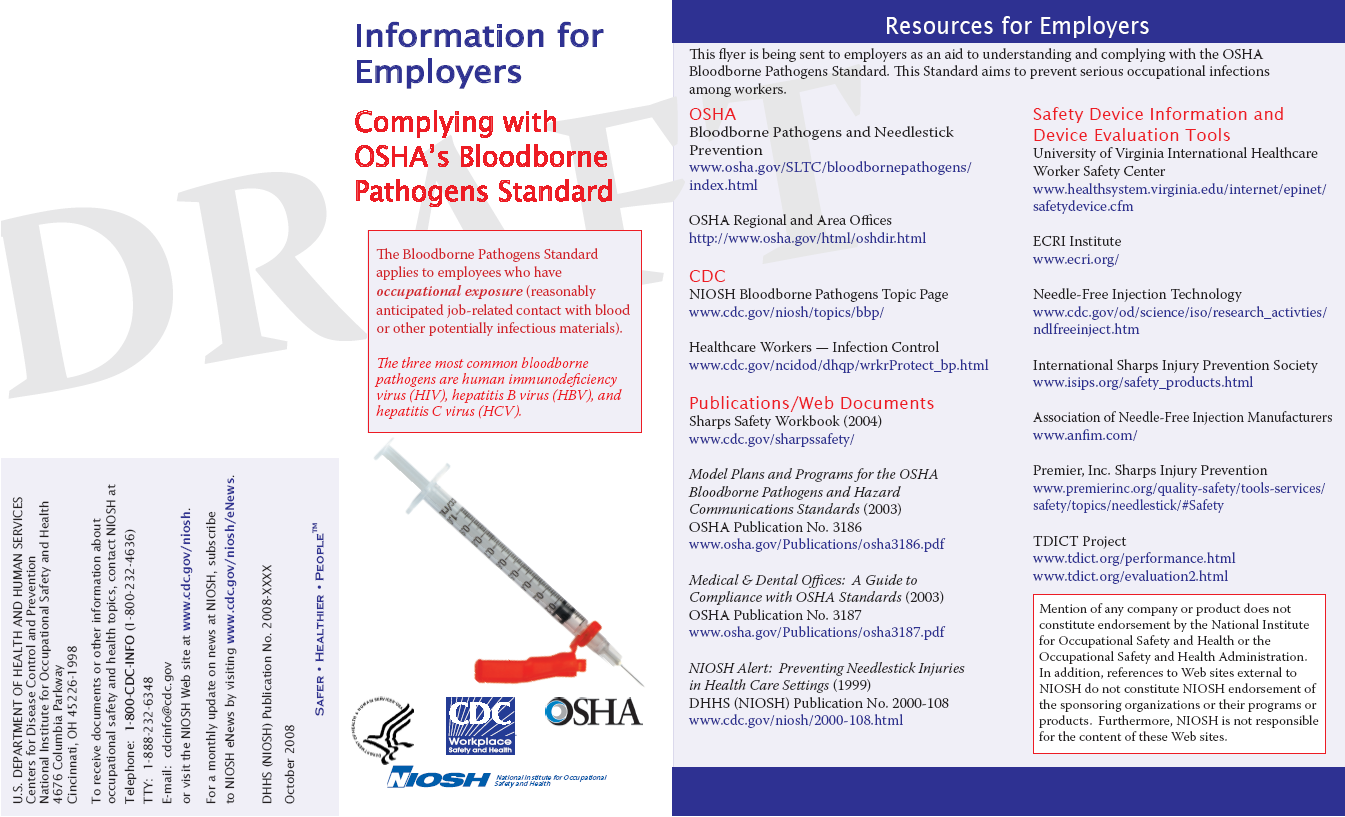 DRAFT
U.S. DEPARTMENT OF HEALTH AND HUMAN SERVICES
Centers for Disease Control and Prevention
National Institute for Occupational Safety and Health
4676 Columbia Parkway
Cincinnati, OH 45226-1998
To receive documents or other information about
occupational safety and health topics, contact NIOSH at
Telephone: 1-800-CDC-INFO (1-800-232-4636)
TTY: 1-888-232-6348
E-mail: cdcinfo@cdc.gov
or visit the NIOSH Web site at www.cdc.gov/niosh.
For a monthly update on news at NIOSH, subscribe
to NIOSH eNews by visiting www.cdc.gov/niosh/eNews.
DHHS (NIOSH) Publication No. 2008-XXXX
October 2008
SAFER • HEALTHIER • PEOPLE™
Information for
Employers
Complying with
OSHA's Bloodborne
Pathogens Standard
The Bloodborne Pathogens Standard
applies to employees who have
occupational exposure (reasonably
anticipated job-related contact with blood
or other potentially infectious materials).
The three most common bloodborne
pathogens are human immunodeficiency
virus (HIV), hepatitis B virus (HBV), and
hepatitis C virus (HCV).
CDC
Workplace
Safety and Health
OSHA
NIOSH
National Institute for Occupational
Safety and Health
Resources for Employers
This flyer is being sent to employers as an aid to understanding and complying with the OSHA
Bloodborne Pathogens Standard. This Standard aims to prevent serious occupational infections
among workers.
OSHA
Bloodborne Pathogens and Needlestick
Prevention
www.osha.gov/SLTC/bloodbornepathogens/
index.html
OSHA Regional and Area Offices
http://www.osha.gov/html/oshdir.html
CDC
NIOSH Bloodborne Pathogens Topic Page
www.cdc.gov/niosh/topics/bbp/
Healthcare Workers — Infection Control
www.cdc.gov/ncidod/dhqp/wrkrProtect_bp.html
Publications/Web Documents
Sharps Safety Workbook (2004)
www.cdc.gov/sharpssafety/
Model Plans and Programs for the OSHA
Bloodborne Pathogens and Hazard
Communications Standards (2003)
OSHA Publication No. 3186
www.osha.gov/Publications/osha3186.pdf
Medical & Dental Offices: A Guide to
Compliance with OSHA Standards (2003)
OSHA Publication No. 3187
www.osha.gov/Publications/osha3187.pdf
NIOSH Alert: Preventing Needlestick Injuries
in Health Care Settings (1999)
DHHS (NIOSH) Publication No. 2000-108
www.cdc.gov/niosh/2000-108.html
Safety Device Information and
Device Evaluation Tools
University of Virginia International Healthcare
Worker Safety Center
www.healthsystem.virginia.edu/internet/epinet/
safetydevice.cfm
ECRI Institute
www.ecri.org/
Needle-Free Injection Technology
www.cdc.gov/od/science/iso/research_activties/
ndlfreeinject.htm
International Sharps Injury Prevention Society
www.isips.org/safety_products.html
Association of Needle-Free Injection Manufacturers
www.anfim.com/
Premier, Inc. Sharps Injury Prevention
www.premierinc.org/quality-safety/tools-services/
safety/topics/needlestick/#Safety
TDICT Project
www.tdict.org/performance.html
www.tdict.org/evaluation2.html
Mention of any company or product does not
constitute endorsement by the National Institute
for Occupational Safety and Health or the
Occupational Safety and Health Administration.
In addition, references to Web sites external to
NIOSH do not constitute NIOSH endorsement of
the sponsoring organizations or their programs or
products. Furthermore, NIOSH is not responsible
for the content of these Web sites.